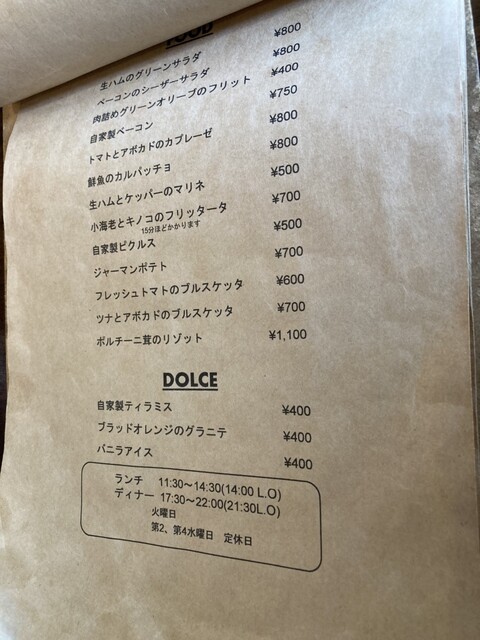 FOOD
生ハムのグリーンサラダ ¥800
ベーコンのシーザーサラダ ¥800
肉詰めグリーンオリーブのフリット ¥400
自家製ベーコン ¥750
トマトとアボカドのカプレーゼ ¥800
鮮魚のカルパッチョ ¥800
生ハムとケッパーのマリネ ¥500
小海老とキノコのフリッタータ ¥700
15分ほどかかります
自家製ピクルス ¥500
ジャーマンポテト ¥700
フレッシュトマトのブルスケッタ ¥600
ツナとアボカドのブルスケッタ ¥700
ポルチーニ茸のリゾット ¥1,100
DOLCE
自家製ティラミス ¥400
ブラッドオレンジのグラニテ ¥400
バニラアイス ¥400
ランチ 11:30〜14:30(14:00 L.O)
ディナー 17:30〜22:00(21:30L.O)
火曜日
第2、第4水曜日 定休日